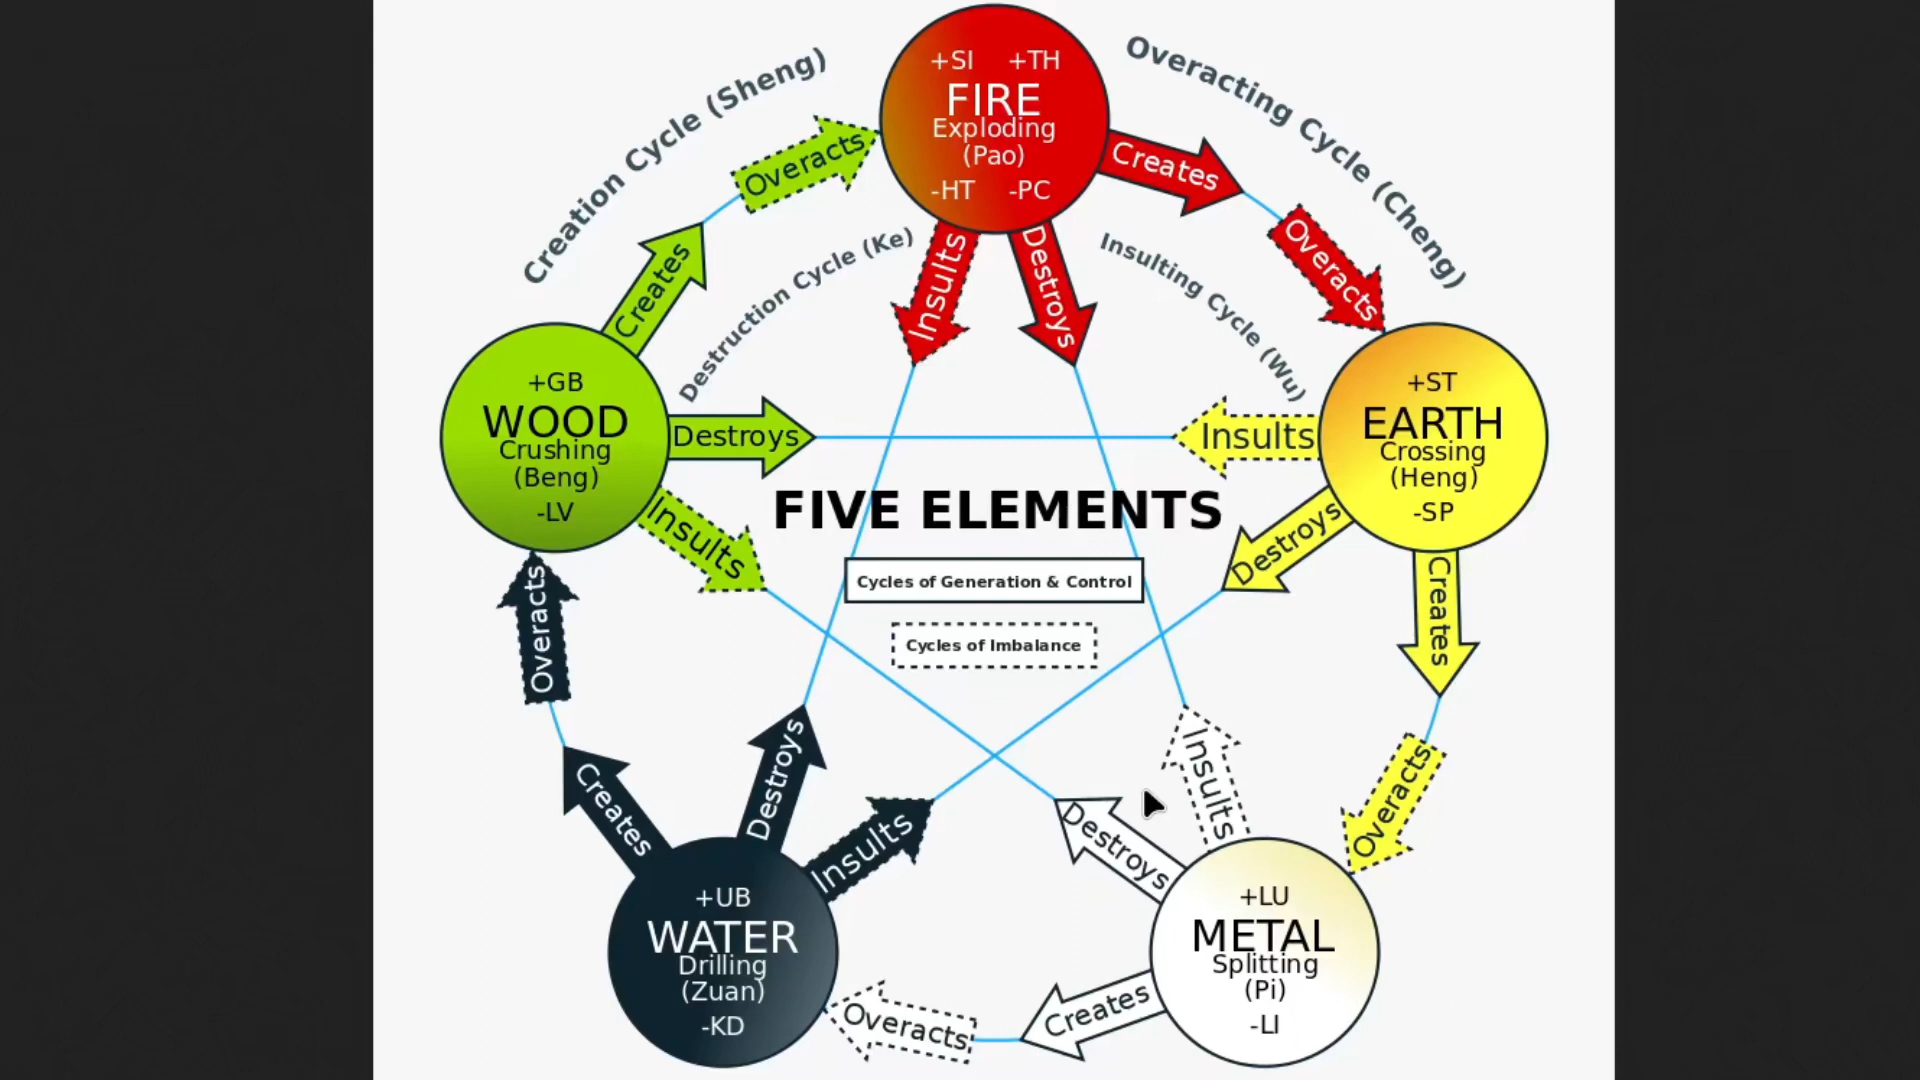 Creation Cycle (Sheng)
Overacting Cycle (Cheng)
+SI +TH
FIRE
Exploding
(Pao)
-HT -PC
Overacts
Creates
Creates
Overacts
Insults
Destroys
Destruction Cycle (Ke)
Insulting Cycle (Wu)
+GB
WOOD
Crushing
(Beng)
-LV
Destroys
Insults
Insults
+ST
EARTH
Crossing
(Heng)
-SP
Destroys
Creates
FIVE ELEMENTS
Cycles of Generation & Control
Cycles of Imbalance
Overacts
Creates
Destroys
Insults
Insults
Destroys
Overacts
+UB
WATER
Drilling
(Zuan)
-KD
+LU
METAL
Splitting
(Pi)
-LI
Overacts
Creates